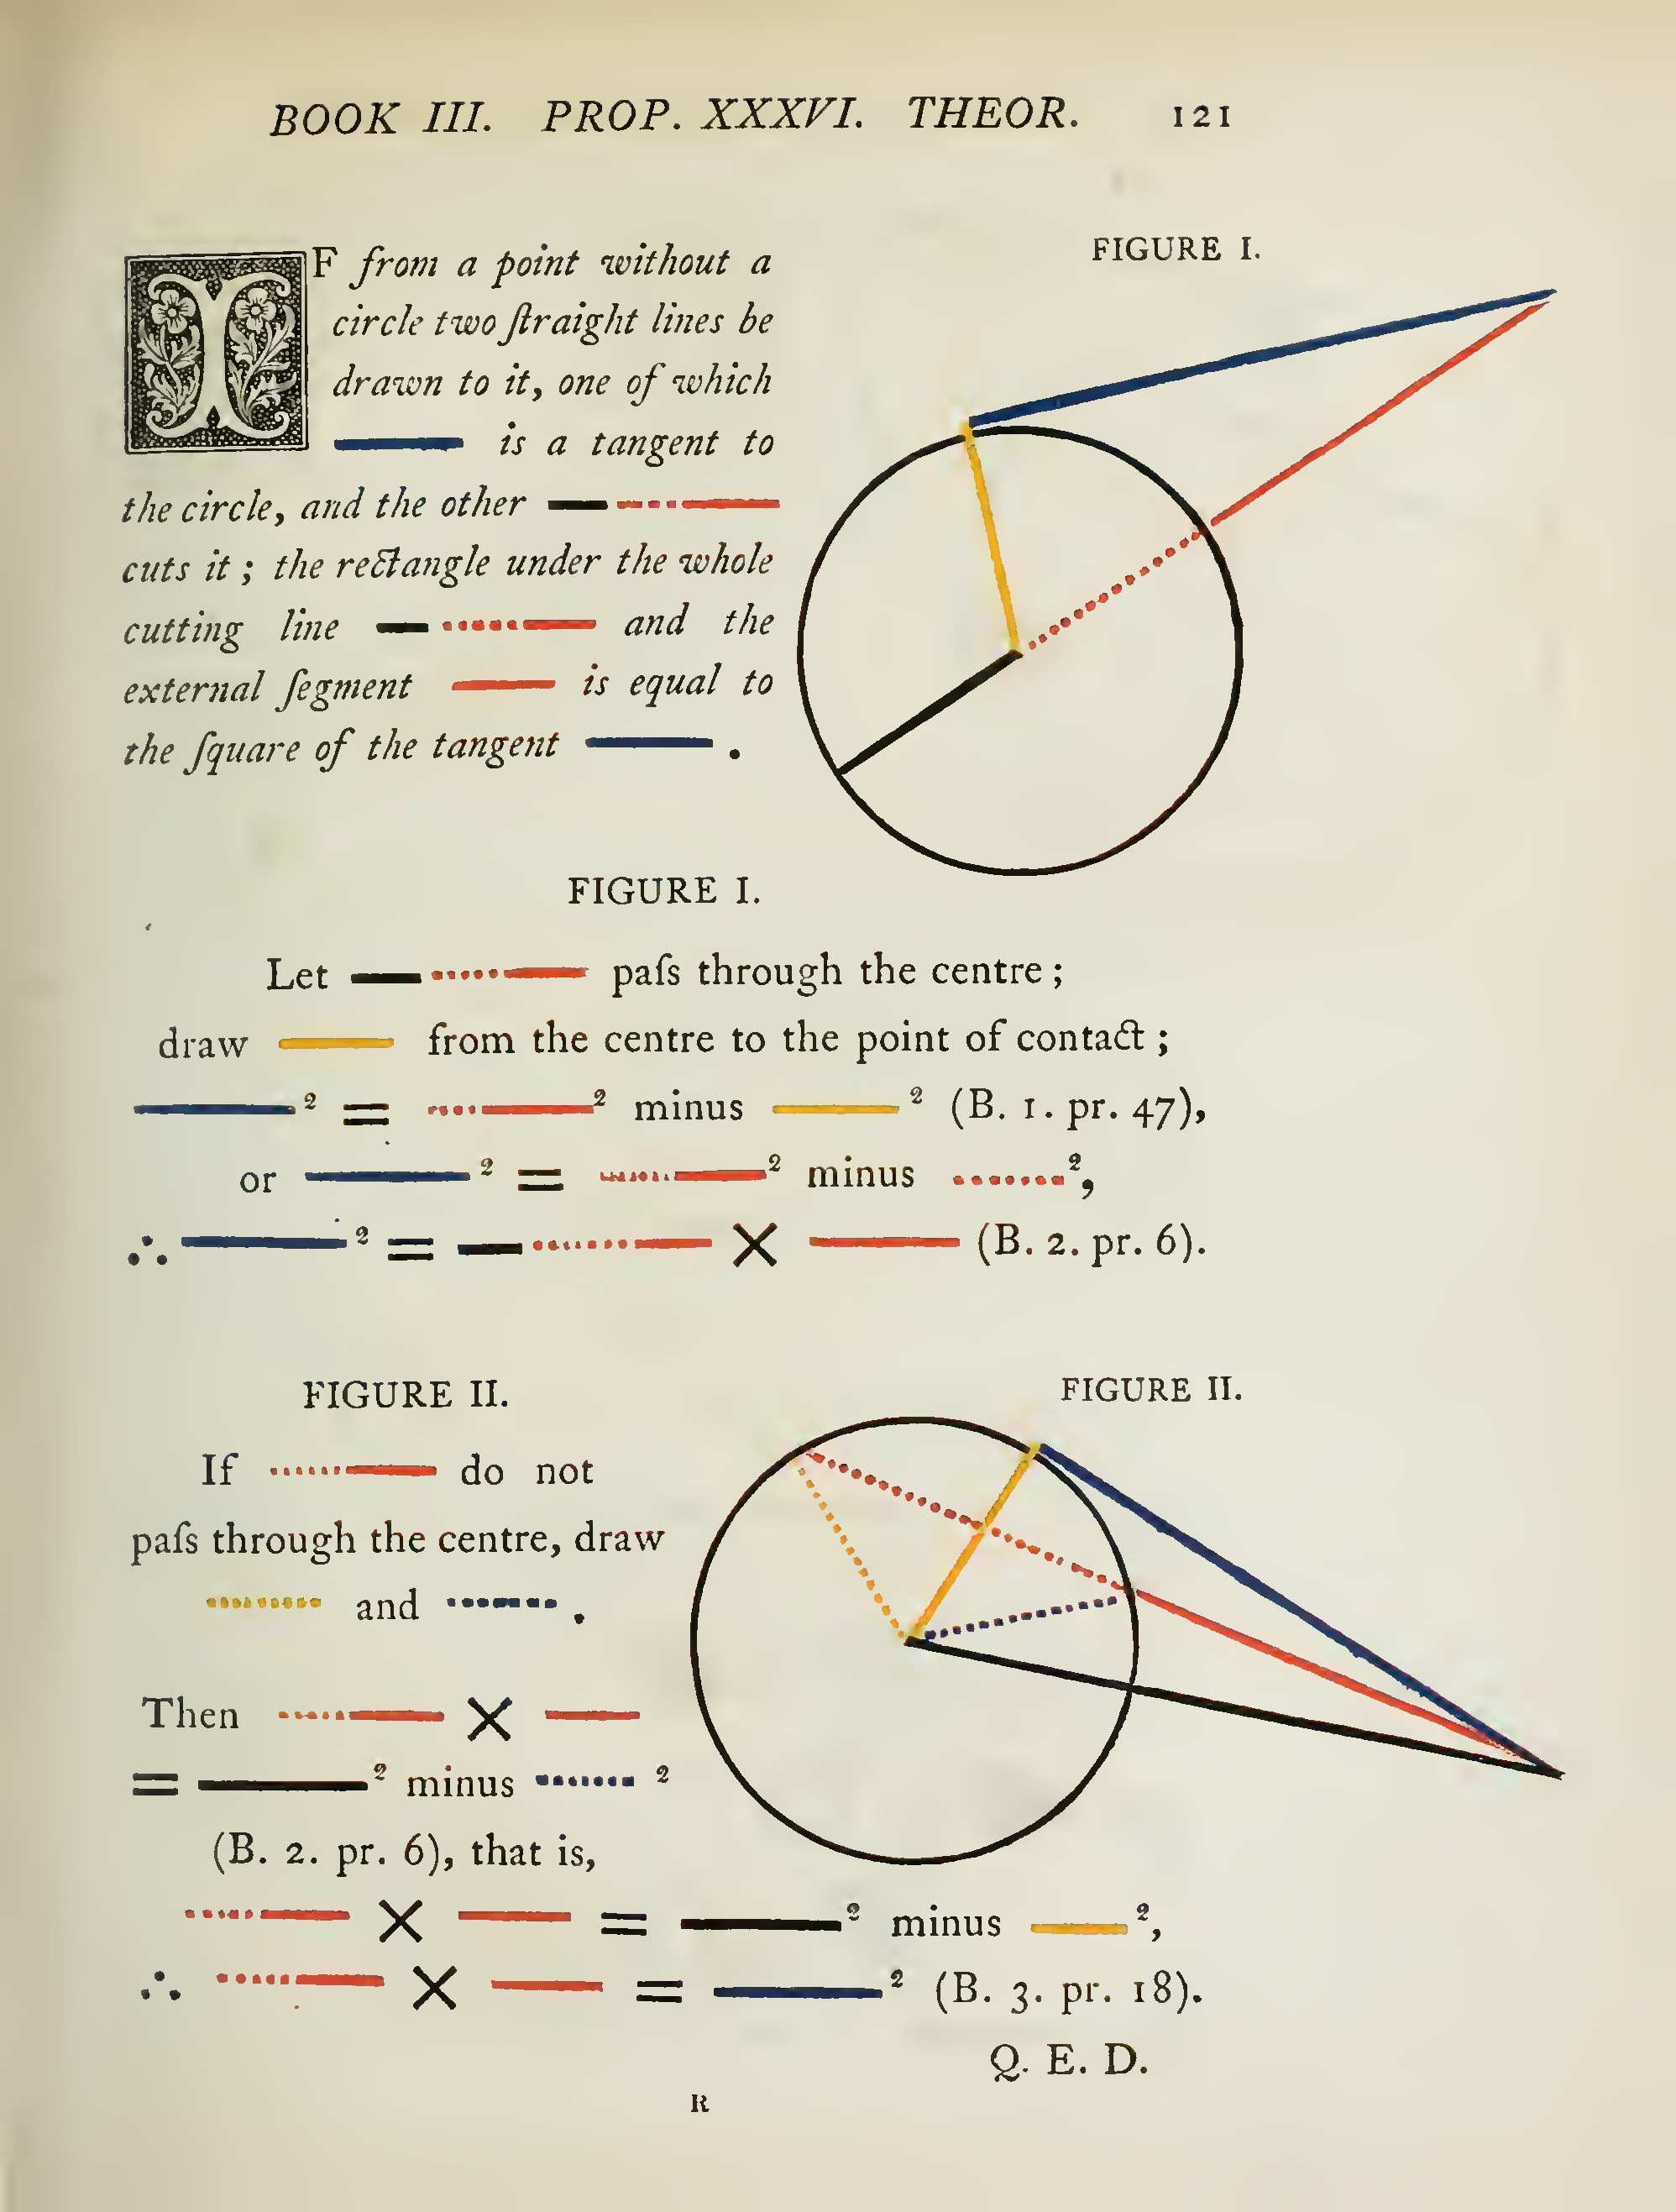 BOOK III. PROP. XXXVI. THEOR. 121
FIGURE I.
IF from a point without a
circle two ſtraight lines be
drawn to it, one of which
is a tangent to
the circle, and the other
cuts it ; the rectangle under the whole
cutting line and the
external ſegment is equal to
the ſquare of the tangent .
FIGURE I.
Let paſs through the centre ;
draw from the centre to the point of contact ;
² = ² minus ² (B. 1. pr. 47),
or ² = ² minus ²,
∴ ² = × (B. 2. pr. 6).
FIGURE II.
FIGURE II.
If do not
paſs through the centre, draw
and .
Then ×
= ² minus ²
(B. 2. pr. 6), that is,
× = ² minus ²,
∴ × = ² (B. 3. pr. 18).
Q. E. D.
R